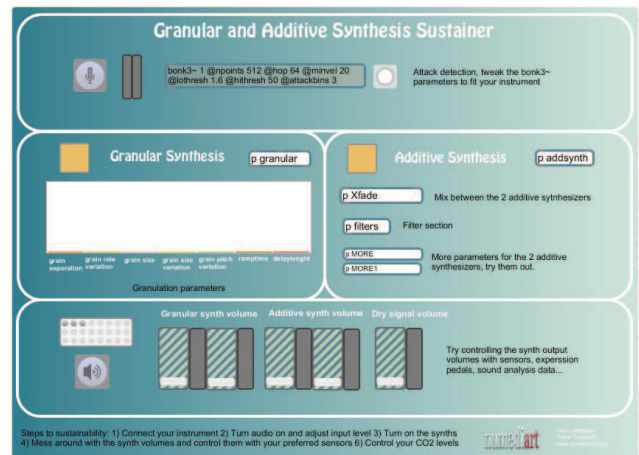 Granular and Additive Synthesis Sustainer
bonk3~ 1 @npoints 512 @hop 64 @minvel 20
@lothresh 1.6 @hithresh 50 @attackbins 3
Attack detection, tweak the bonk3~
parameters to fit your instrument
Granular Synthesis
p granular
grain separation
grain rate variation
grain size
grain size variation
grain pitch variation
ramptime
delaylenght
Granulation parameters
Additive Synthesis
p addsynth
p Xfade
Mix between the 2 additive sytnhesizers
p filters
Filter section
p MORE
p MORE1
More parameters for the 2 additive
synthesizers, try them out.
Granular synth volume
Additive synth volume
Dry signal volume
Try controlling the synth output
volumes with sensors, experssion
pedals, sound analysis data...
Steps to sustainability: 1) Connect your instrument 2) Turn audio on and adjust input level 3) Turn on the synths
4) Mess around with the synth volumes and control them with your preferred sensors 6) Control your CO2 levels
numediart